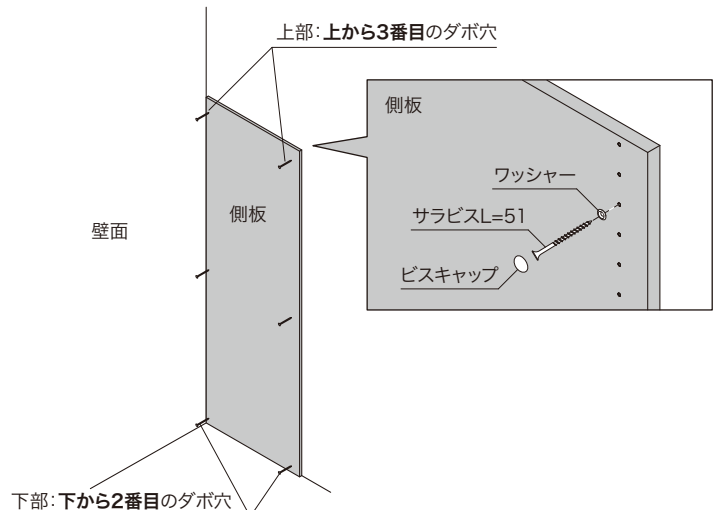 上部：上から3番目のダボ穴
側板
ワッシャー
サラビスL=51
ビスキャップ
側板
壁面
下部：下から2番目のダボ穴